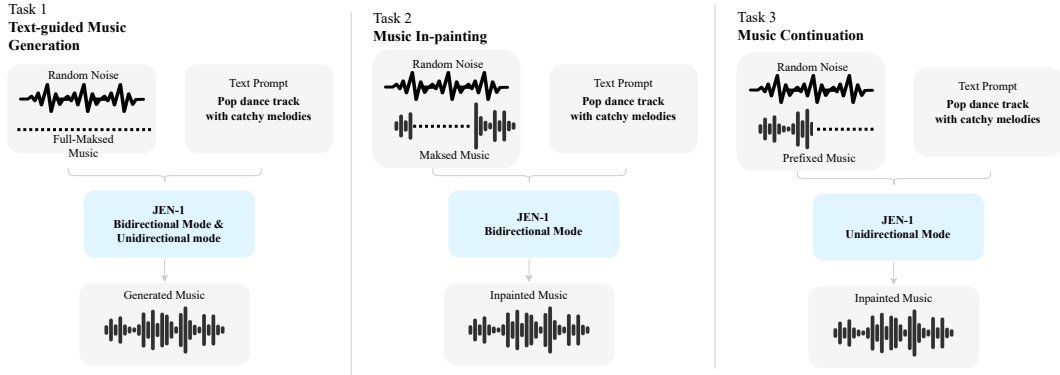 Task 1
Text-guided Music
Generation
Random Noise
Full-Maksed
Music
Text Prompt
Pop dance track
with catchy melodies
JEN-1
Bidirectional Mode &
Unidirectional mode
Generated Music
Task 2
Music In-painting
Random Noise
Maksed Music
Text Prompt
Pop dance track
with catchy melodies
JEN-1
Bidirectional Mode
Inpainted Music
Task 3
Music Continuation
Random Noise
Prefixed Music
Text Prompt
Pop dance track
with catchy melodies
JEN-1
Unidirectional Mode
Inpainted Music